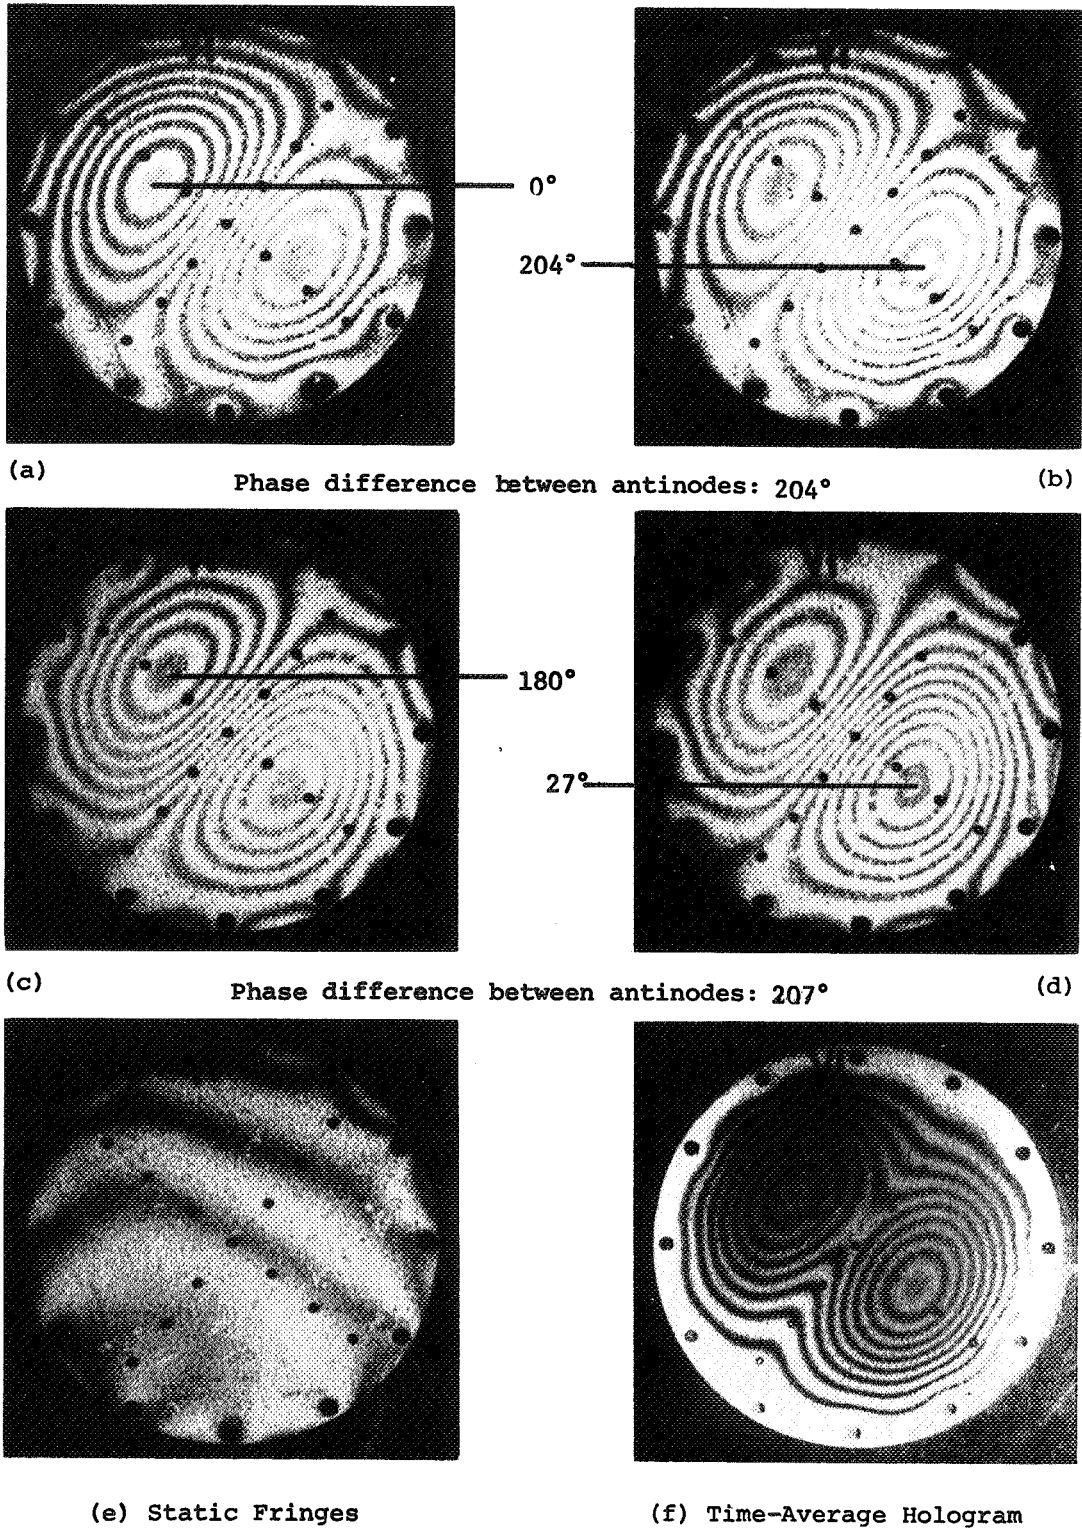 0°
204°
(a)
(b)
Phase difference between antinodes: 204°
180°
27°
(c)
(d)
Phase difference between antinodes: 207°
(e) Static Fringes
(f) Time-Average Hologram